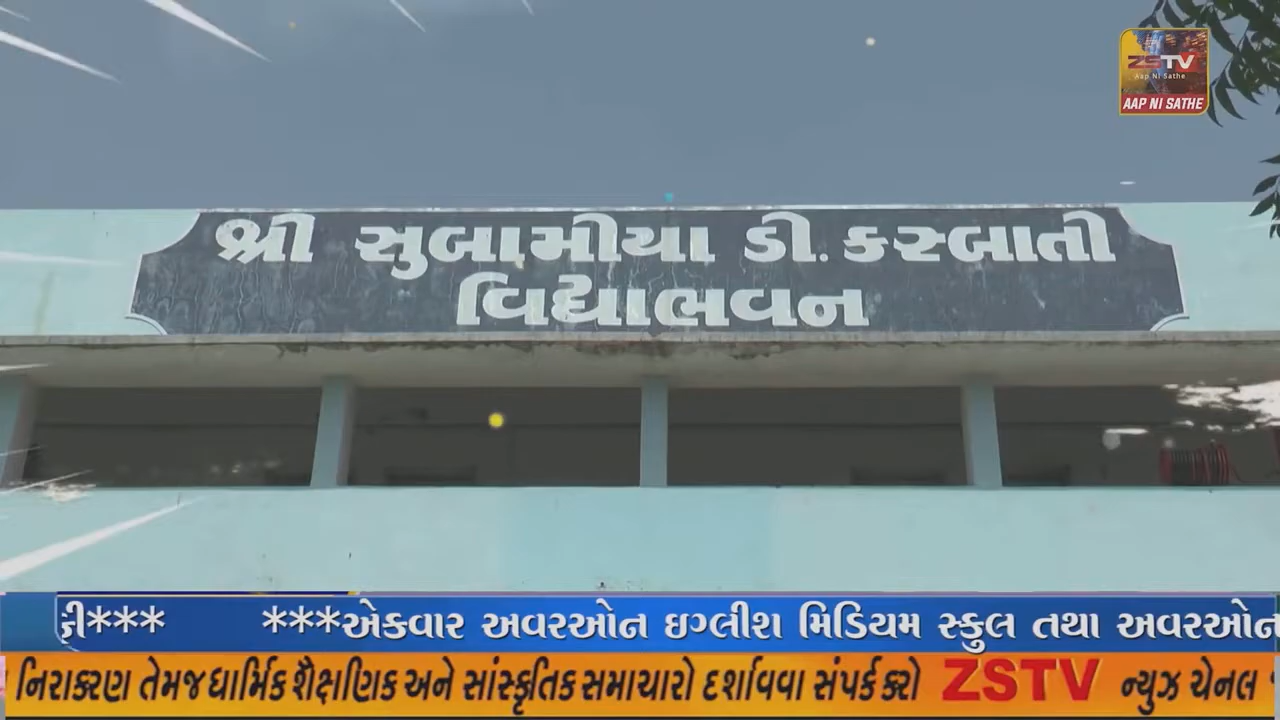 ZSTV
Aap Ni Sathe
AAP NI SATHE
શ્રી સુબામીયા ડી. કરબાતી
વિદ્યાભવન
***એકવાર અવરઓન ઇગ્લીશ મિડિયમ સ્કુલ તથા અવરઓન
નિરાકરણ તેમજ ધાર્મિક શૈક્ષણિક અને સાંસ્કૃતિક સમાચારો દર્શાવવા સંપર્ક કરો ZSTV ન્યુઝ ચેનલ